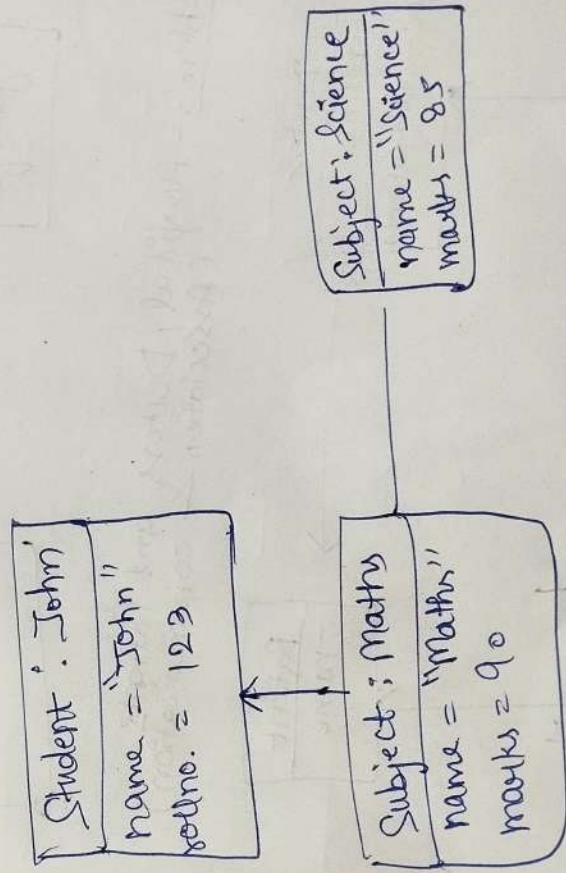 Student : John
name = "John"
rollno. = 123
Subject : Maths
name = "Maths"
marks = 90
Subject : Science
name = "Science"
marks = 85